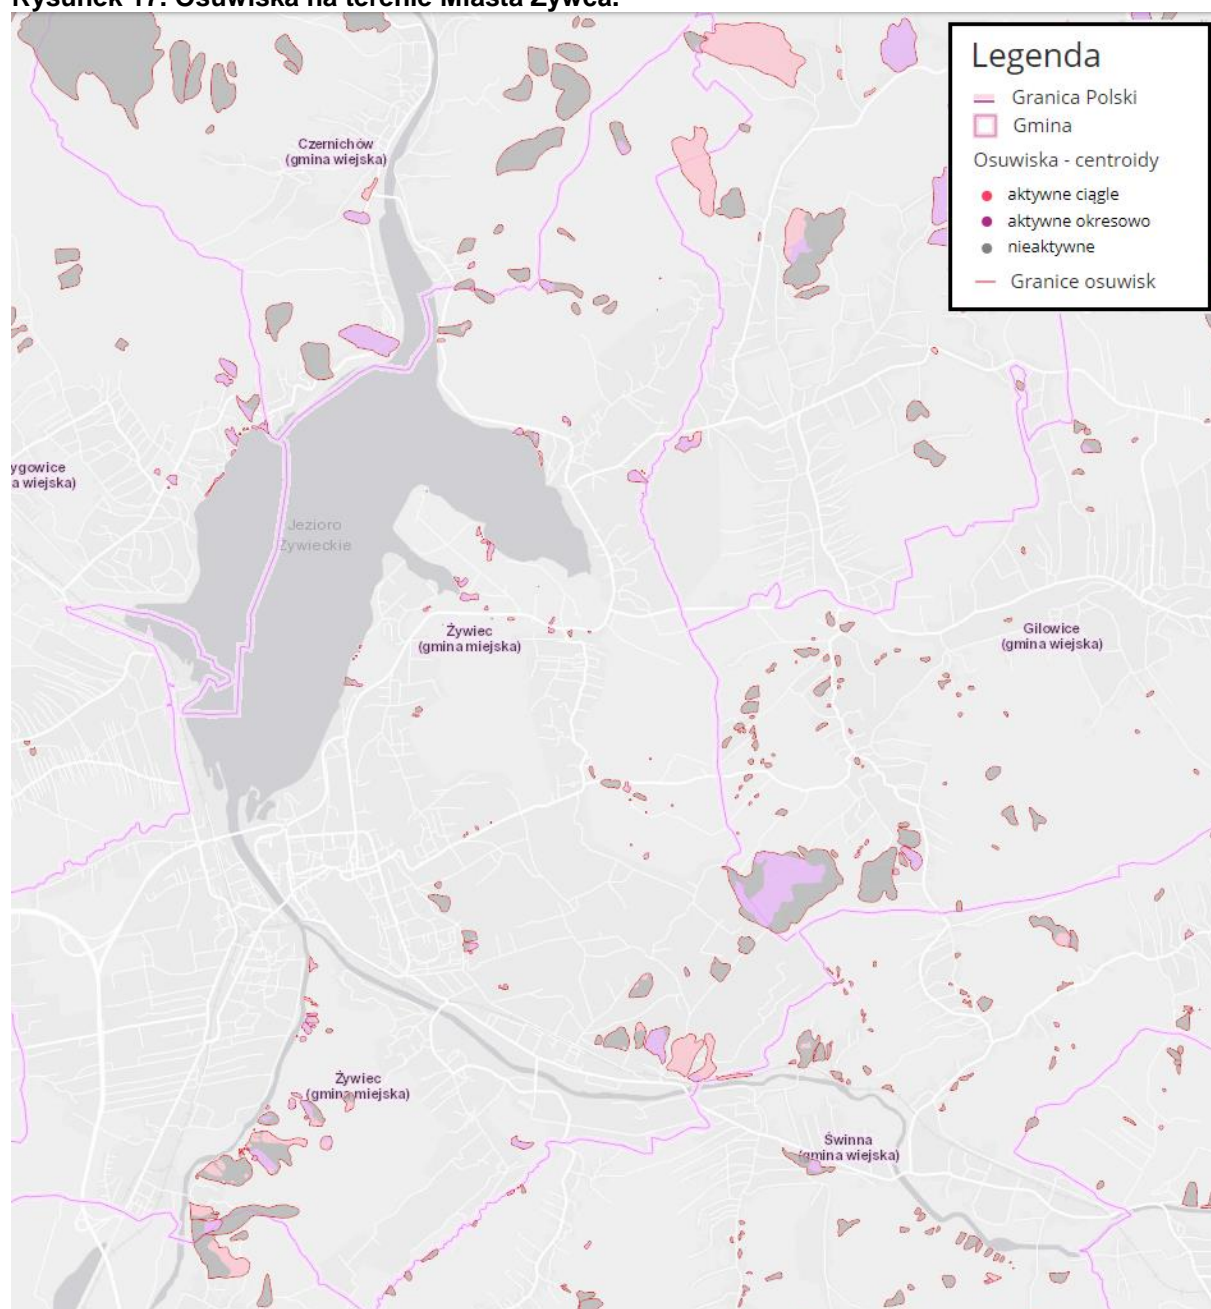 Rysunek 17. Osuwiska na terenie Miasta Żywca.
Legenda
Granica Polski
Gmina
Osuwiska - centroidy
aktywne ciągle
aktywne okresowo
nieaktywne
Granice osuwisk
Czernichów
(gmina wiejska)
ygowice
a wiejska)
Jezioro
Żywieckie
Żywiec
(gmina miejska)
Gilowice
(gmina wiejska)
Żywiec
(gmina miejska)
Świnna
(gmina wiejska)